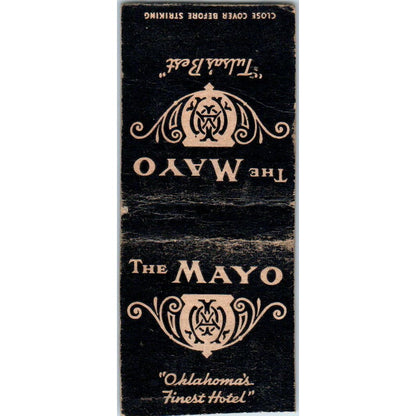 CLOSE COVER BEFORE STRIKING
"Tulsa's Best"
THE MAYO
THE MAYO
"Oklahoma's
Finest Hotel"